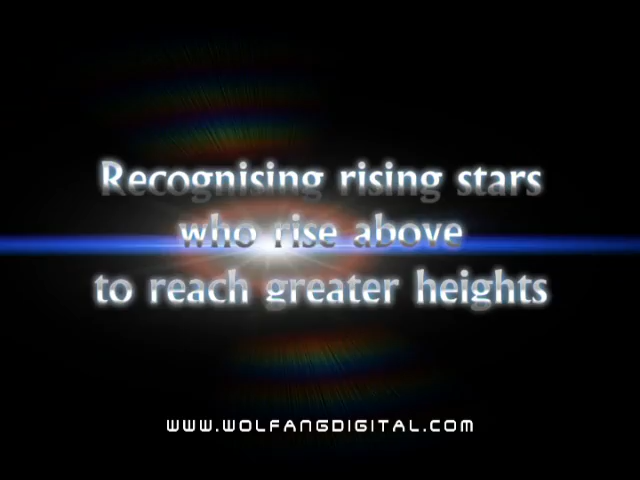 Recognising rising stars
who rise above
to reach greater heights
WWW.WOLFANGDIGITAL.COM